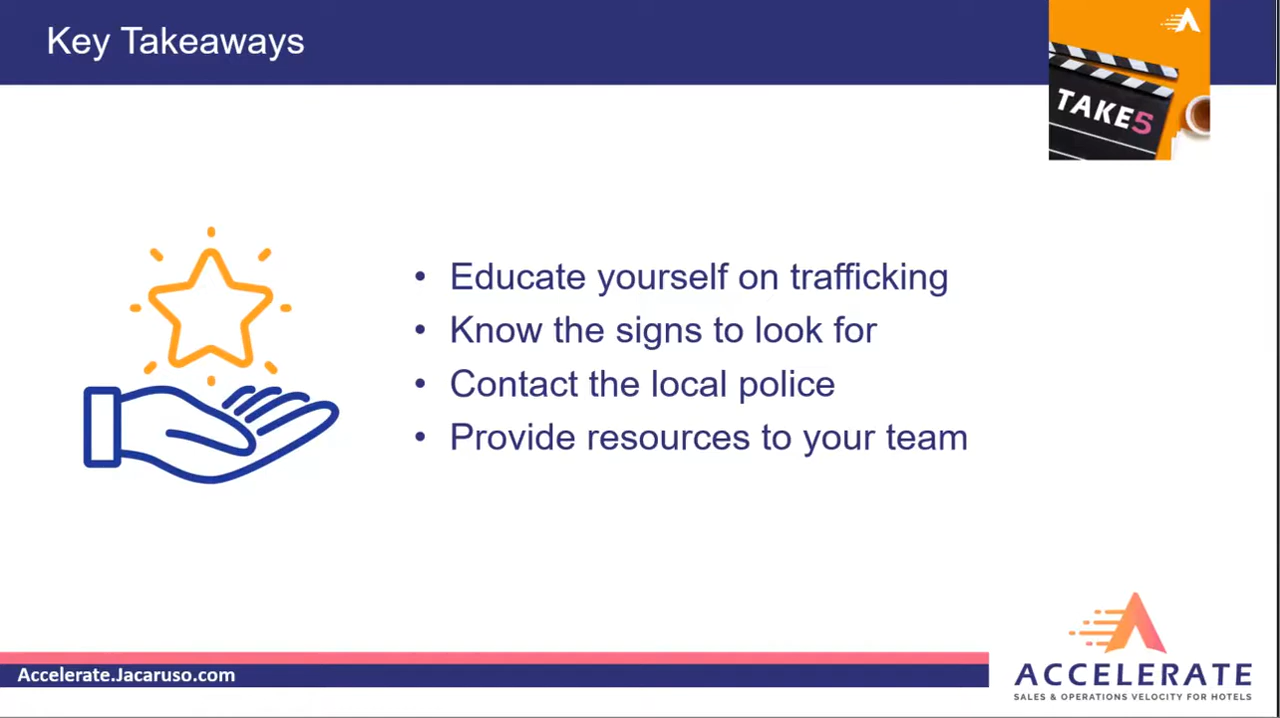 Key Takeaways
TAKE5
• Educate yourself on trafficking
• Know the signs to look for
• Contact the local police
• Provide resources to your team
Accelerate.Jacaruso.com
ACCELERATE
SALES & OPERATIONS VELOCITY FOR HOTELS